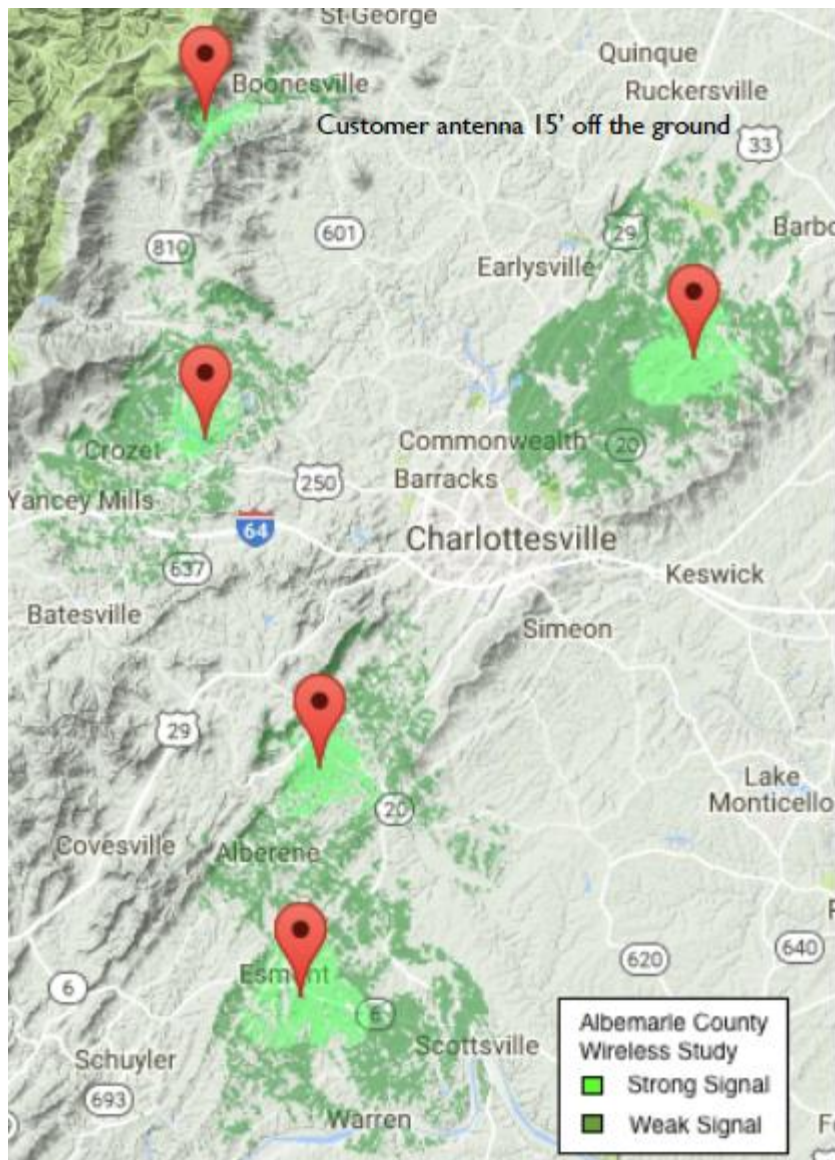 St George
Quinque
Boonesville
Ruckersville
Customer antenna 15' off the ground
33
810
601
29
Earlysville
Crozet
Commonwealth
20
250
Barracks
Yancey Mills
64
Charlottesville
637
Keswick
Batesville
Simeon
29
Lake
Monticello
20
Covesville
Alberene
620
640
6
Esmont
6
Schuyler
Scottsville
693
Warren
Albemarle County
Wireless Study
Strong Signal
Weak Signal